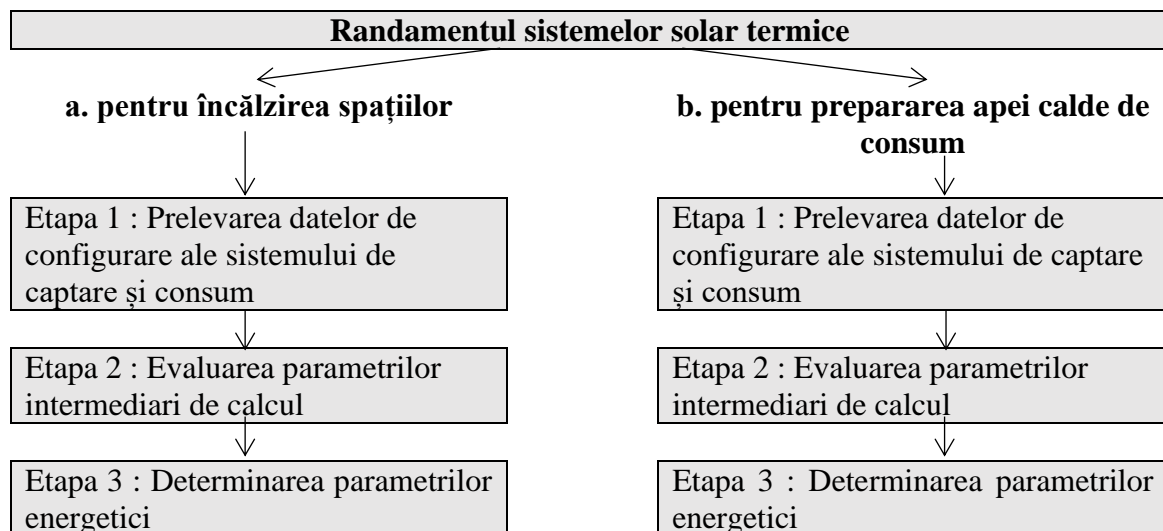 Randamentul sistemelor solar termice
a. pentru încălzirea spațiilor
Etapa 1 : Prelevarea datelor de
configurare ale sistemului de
captare și consum
Etapa 2 : Evaluarea parametrilor
intermediari de calcul
Etapa 3 : Determinarea parametrilor
energetici
b. pentru prepararea apei calde de
consum
Etapa 1 : Prelevarea datelor de
configurare ale sistemului de captare
și consum
Etapa 2 : Evaluarea parametrilor
intermediari de calcul
Etapa 3 : Determinarea parametrilor
energetici